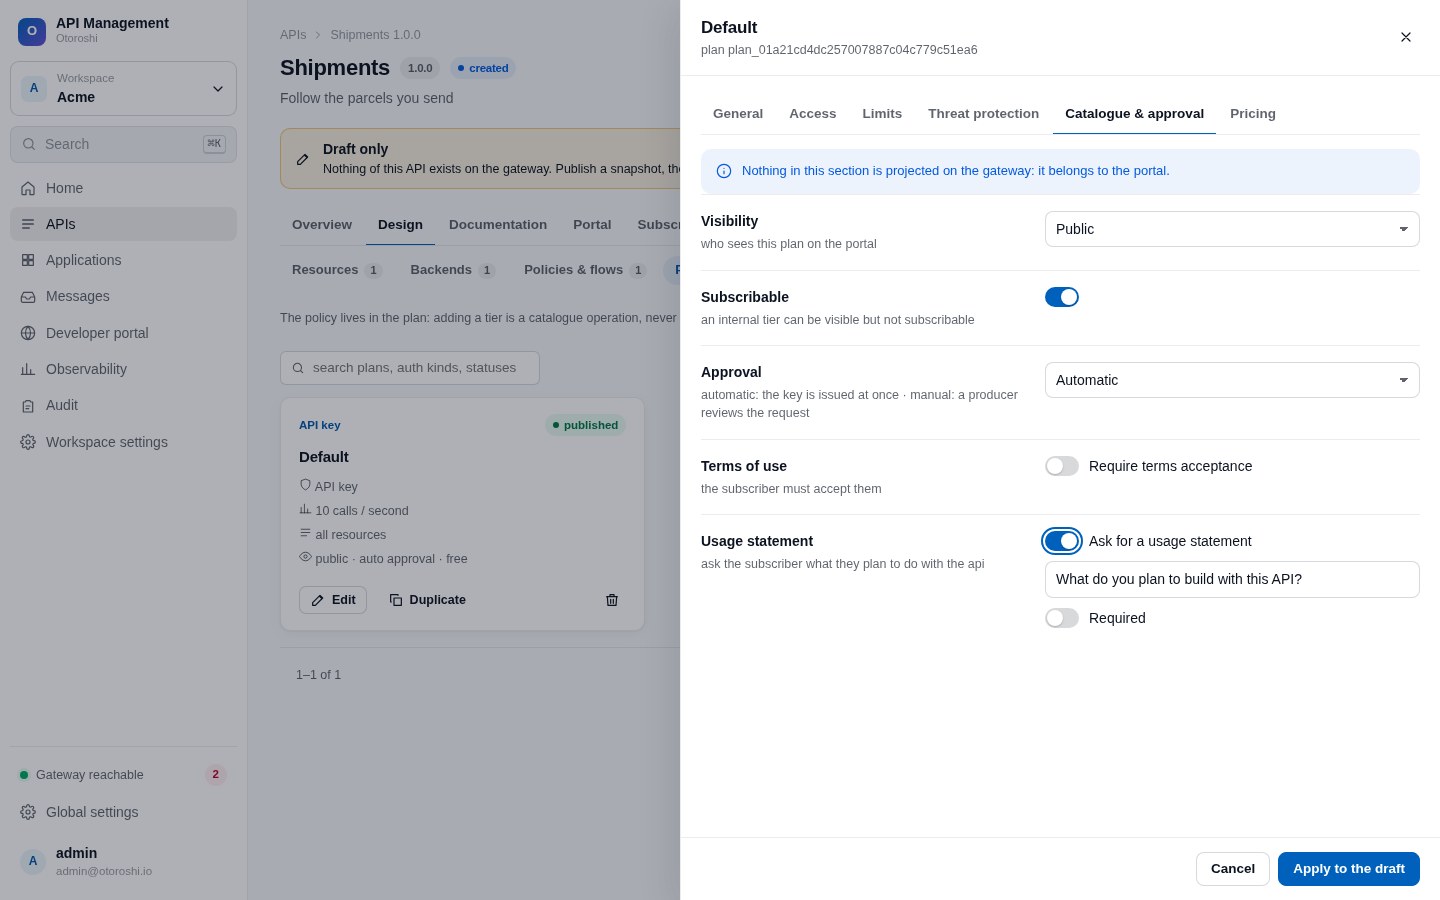 API Management
Otoroshi
Workspace
Acme
Search ⌘K
Home
APIs
Applications
Messages
Developer portal
Observability
Audit
Workspace settings
Gateway reachable 2
Global settings
A admin
admin@otoroshi.io
APIs > Shipments 1.0.0
Shipments 1.0.0 created
Follow the parcels you send
Draft only
Nothing of this API exists on the gateway. Publish a snapshot, the
Overview Design Documentation Portal Subscr
Resources 1 Backends 1 Policies & flows 1 P
The policy lives in the plan: adding a tier is a catalogue operation, never
search plans, auth kinds, statuses
API key published
Default
API key
10 calls / second
all resources
public · auto approval · free
Edit Duplicate
1–1 of 1
Default
plan plan_01a21cd4dc257007887c04c779c51ea6
General Access Limits Threat protection Catalogue & approval Pricing
Nothing in this section is projected on the gateway: it belongs to the portal.
Visibility
who sees this plan on the portal
Public
Subscribable
an internal tier can be visible but not subscribable
Approval
automatic: the key is issued at once · manual: a producer
reviews the request
Automatic
Terms of use
the subscriber must accept them
Require terms acceptance
Usage statement
ask the subscriber what they plan to do with the api
Ask for a usage statement
What do you plan to build with this API?
Required
Cancel Apply to the draft